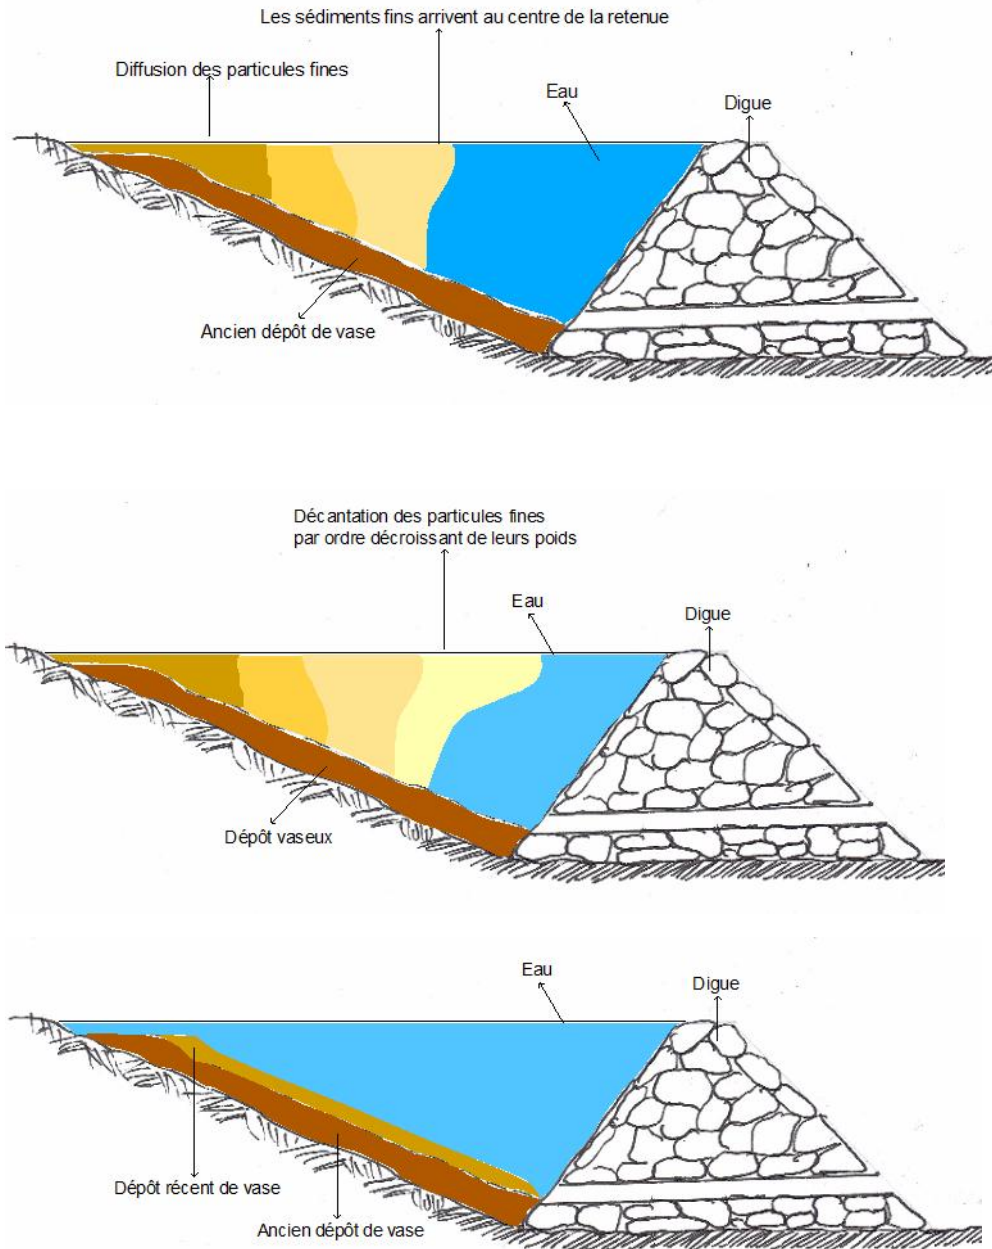 Les sédiments fins arrivent au centre de la retenue
Diffusion des particules fines
Eau
Digue
Ancien dépôt de vase
Décantation des particules fines
par ordre décroissant de leurs poids
Eau
Digue
Dépôt vaseux
Eau
Digue
Dépôt récent de vase
Ancien dépôt de vase